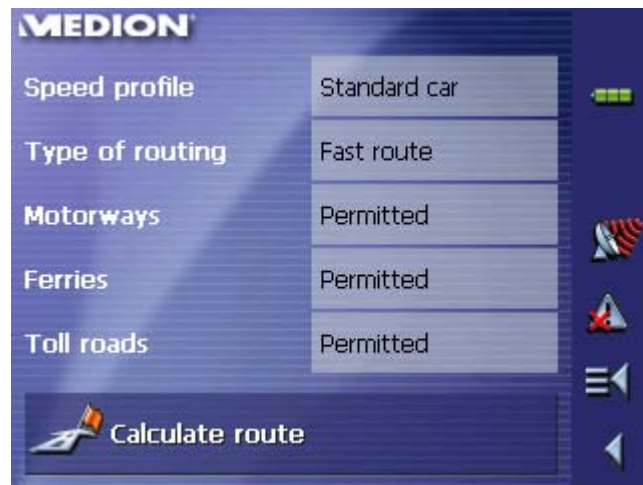 MEDION
Speed profile Standard car
Type of routing Fast route
Motorways Permitted
Ferries Permitted
Toll roads Permitted
Calculate route